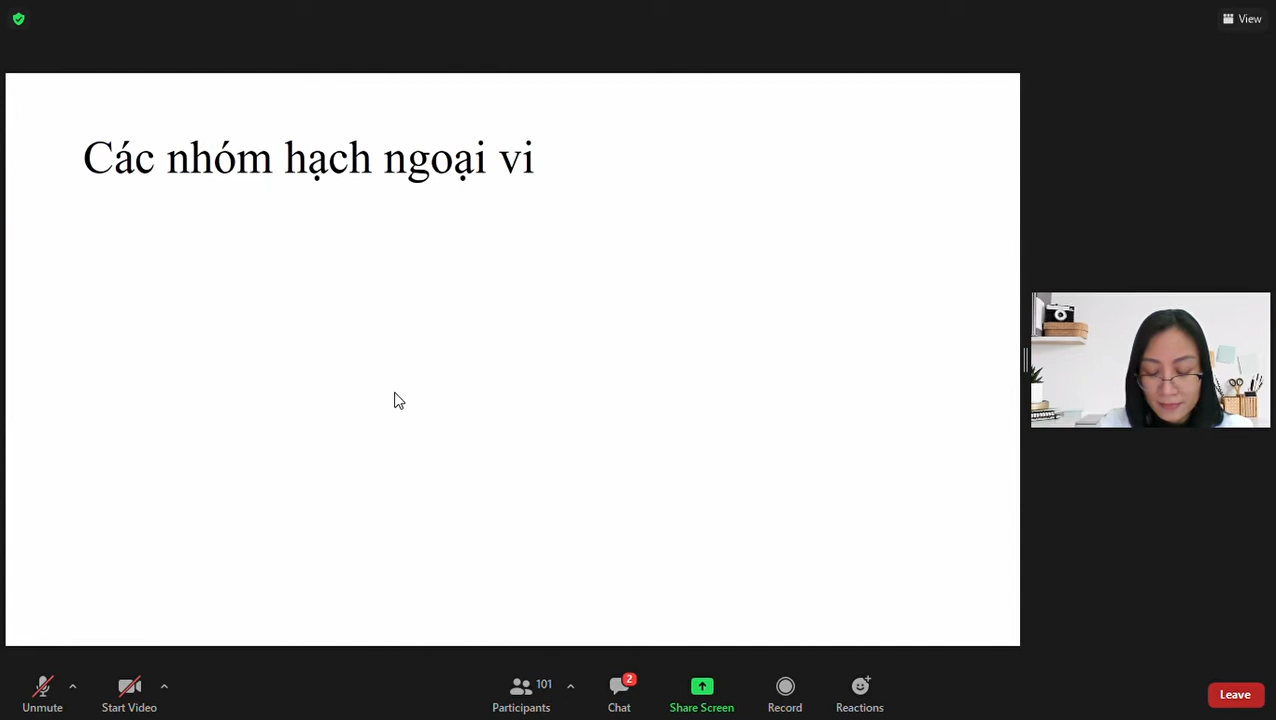 View
Các nhóm hạch ngoại vi
Unmute
Start Video
101
Participants
2
Chat
Share Screen
Record
Reactions
Leave